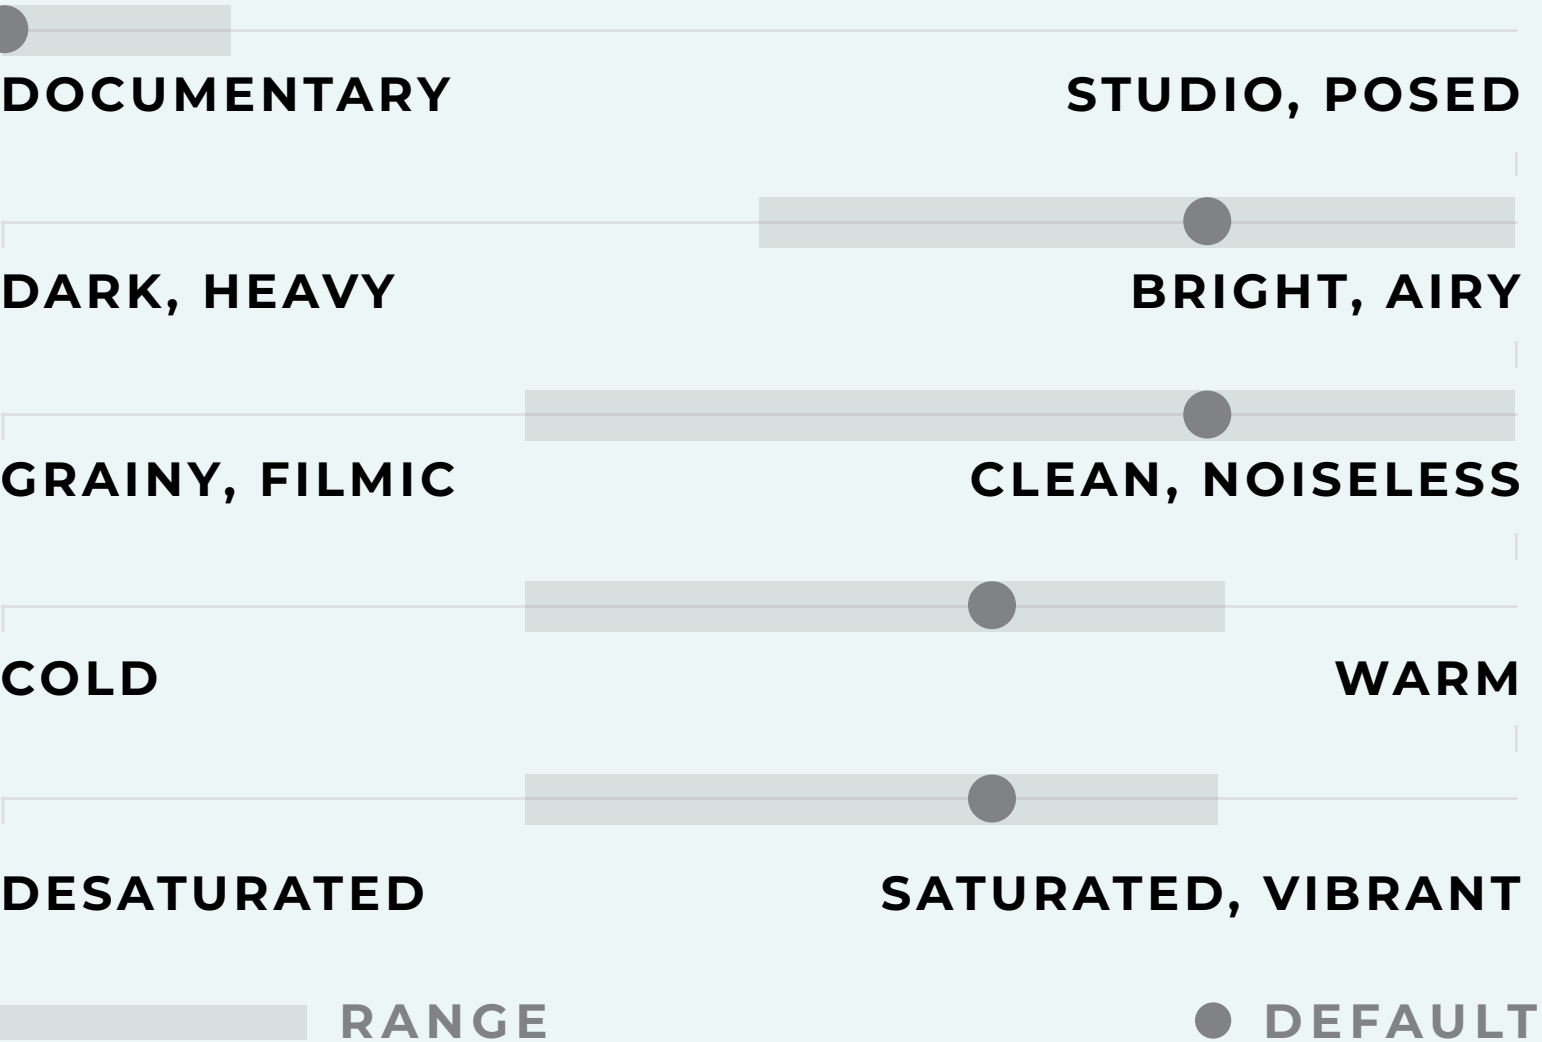 DOCUMENTARY STUDIO, POSED
DARK, HEAVY BRIGHT, AIRY
GRAINY, FILMIC CLEAN, NOISELESS
COLD WARM
DESATURATED SATURATED, VIBRANT
RANGE DEFAULT